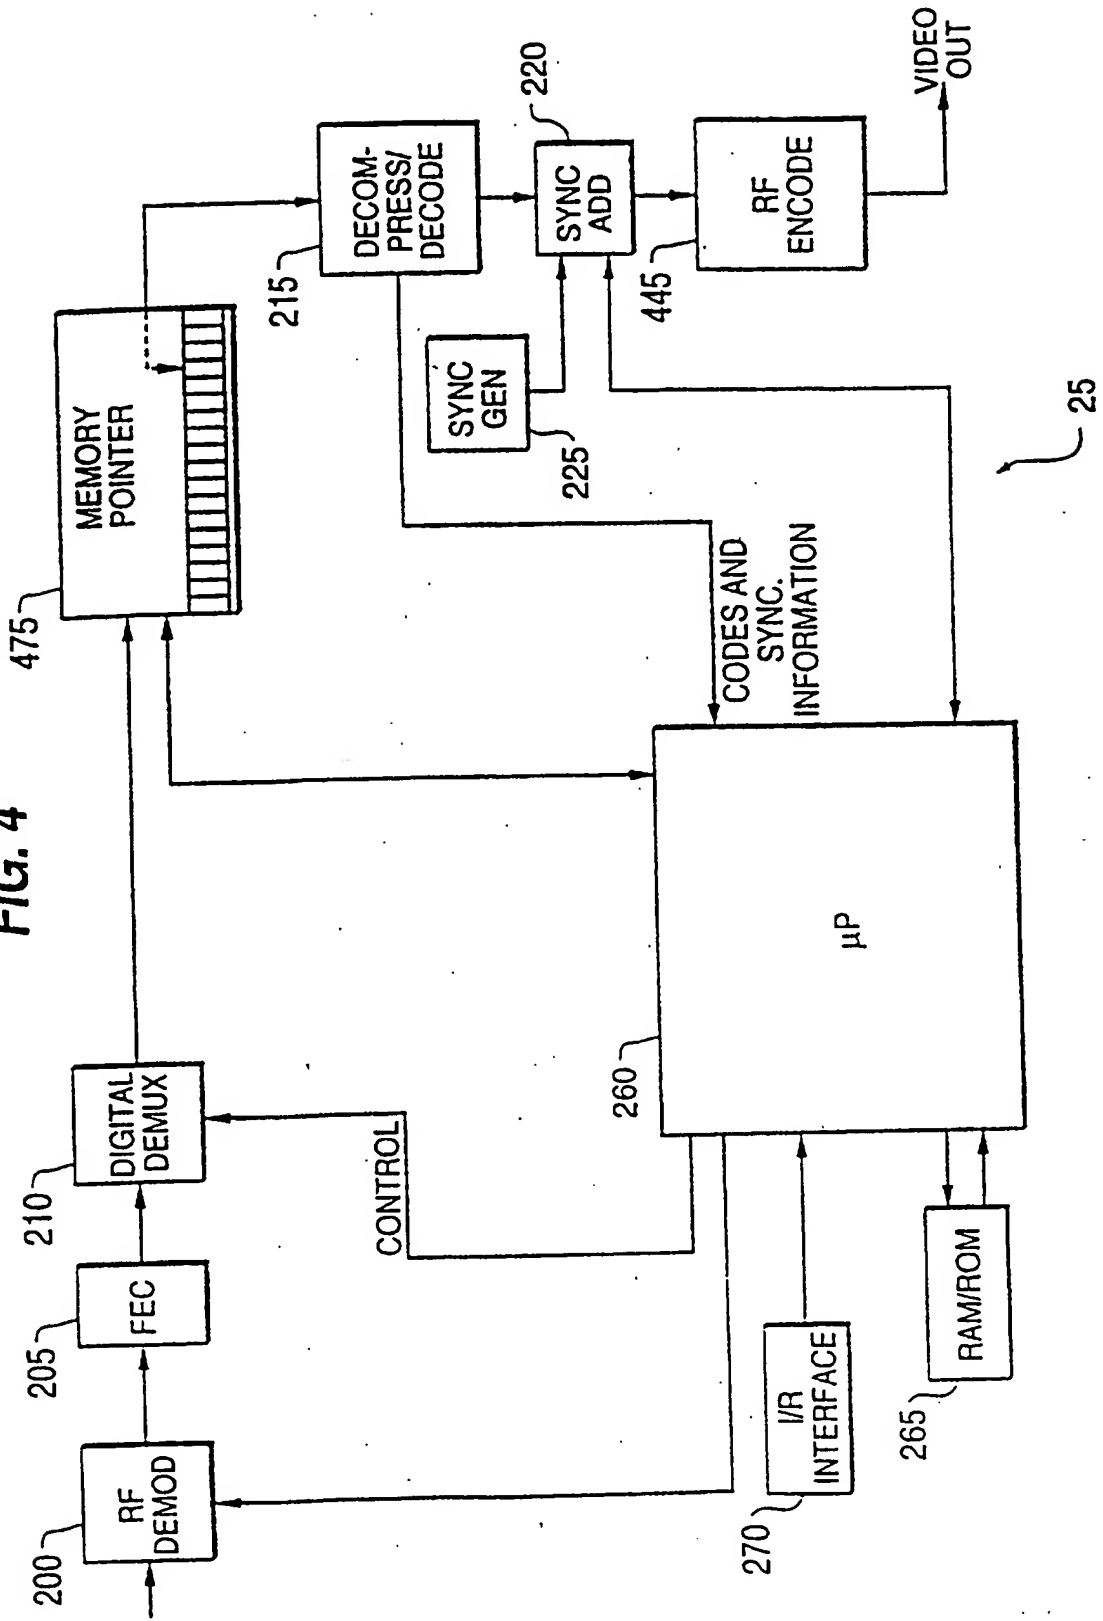 FIG. 4
200
RF
DEMOD
205
FEC
210
DIGITAL
DEMUX
475
MEMORY
POINTER
215
DECOM-
PRESS/
DECODE
220
SYNC
ADD
SYNC
GEN
225
445
RF
ENCODE
VIDEO
OUT
CONTROL
CODES AND
SYNC.
INFORMATION
260
µP
270
I/R
INTERFACE
265
RAM/ROM
25